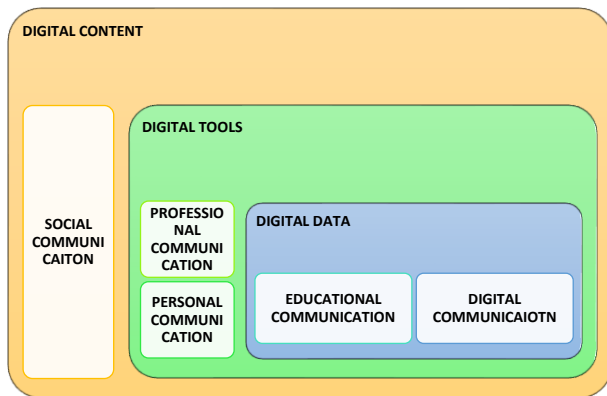 DIGITAL CONTENT
DIGITAL TOOLS
SOCIAL
COMMUNI
CAITON
PROFESSIO
NAL
COMMUNI
CATION
PERSONAL
COMMUNI
CATION
DIGITAL DATA
EDUCATIONAL
COMMUNICATION
DIGITAL
COMMUNICAIOTN